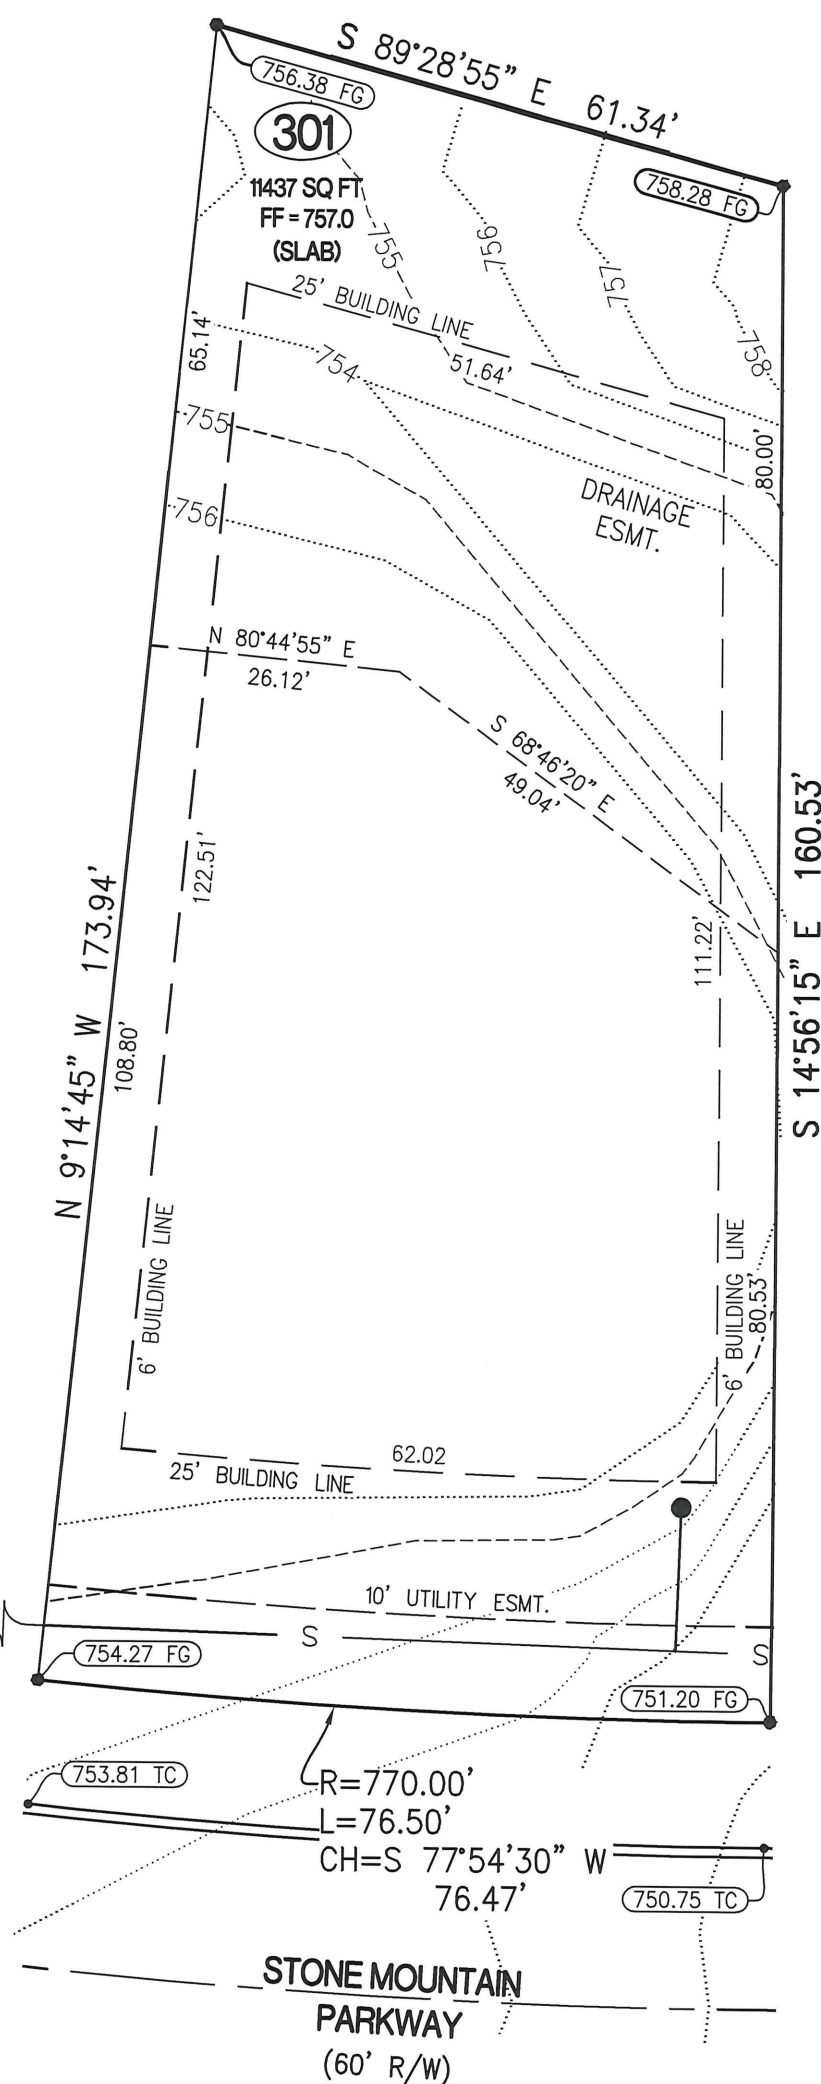 S 89°28'55" E 61.34'
756.38 FG
301
11437 SQ FT
FF = 757.0
(SLAB)
758.28 FG
755
756
757
758
25' BUILDING LINE
51.64'
65.14'
754
755
756
80.00'
DRAINAGE
ESMT.
N 80°44'55" E
26.12'
S 68°46'20" E
49.04'
122.51'
111.22'
S 14°56'15" E 160.53'
N 9°14'45" W 173.94'
108.80'
6' BUILDING LINE
6' BUILDING LINE
80.53'
62.02
25' BUILDING LINE
10' UTILITY ESMT.
S
S
754.27 FG
751.20 FG
753.81 TC
R=770.00'
L=76.50'
CH=S 77°54'30" W
76.47'
750.75 TC
STONE MOUNTAIN
PARKWAY
(60' R/W)